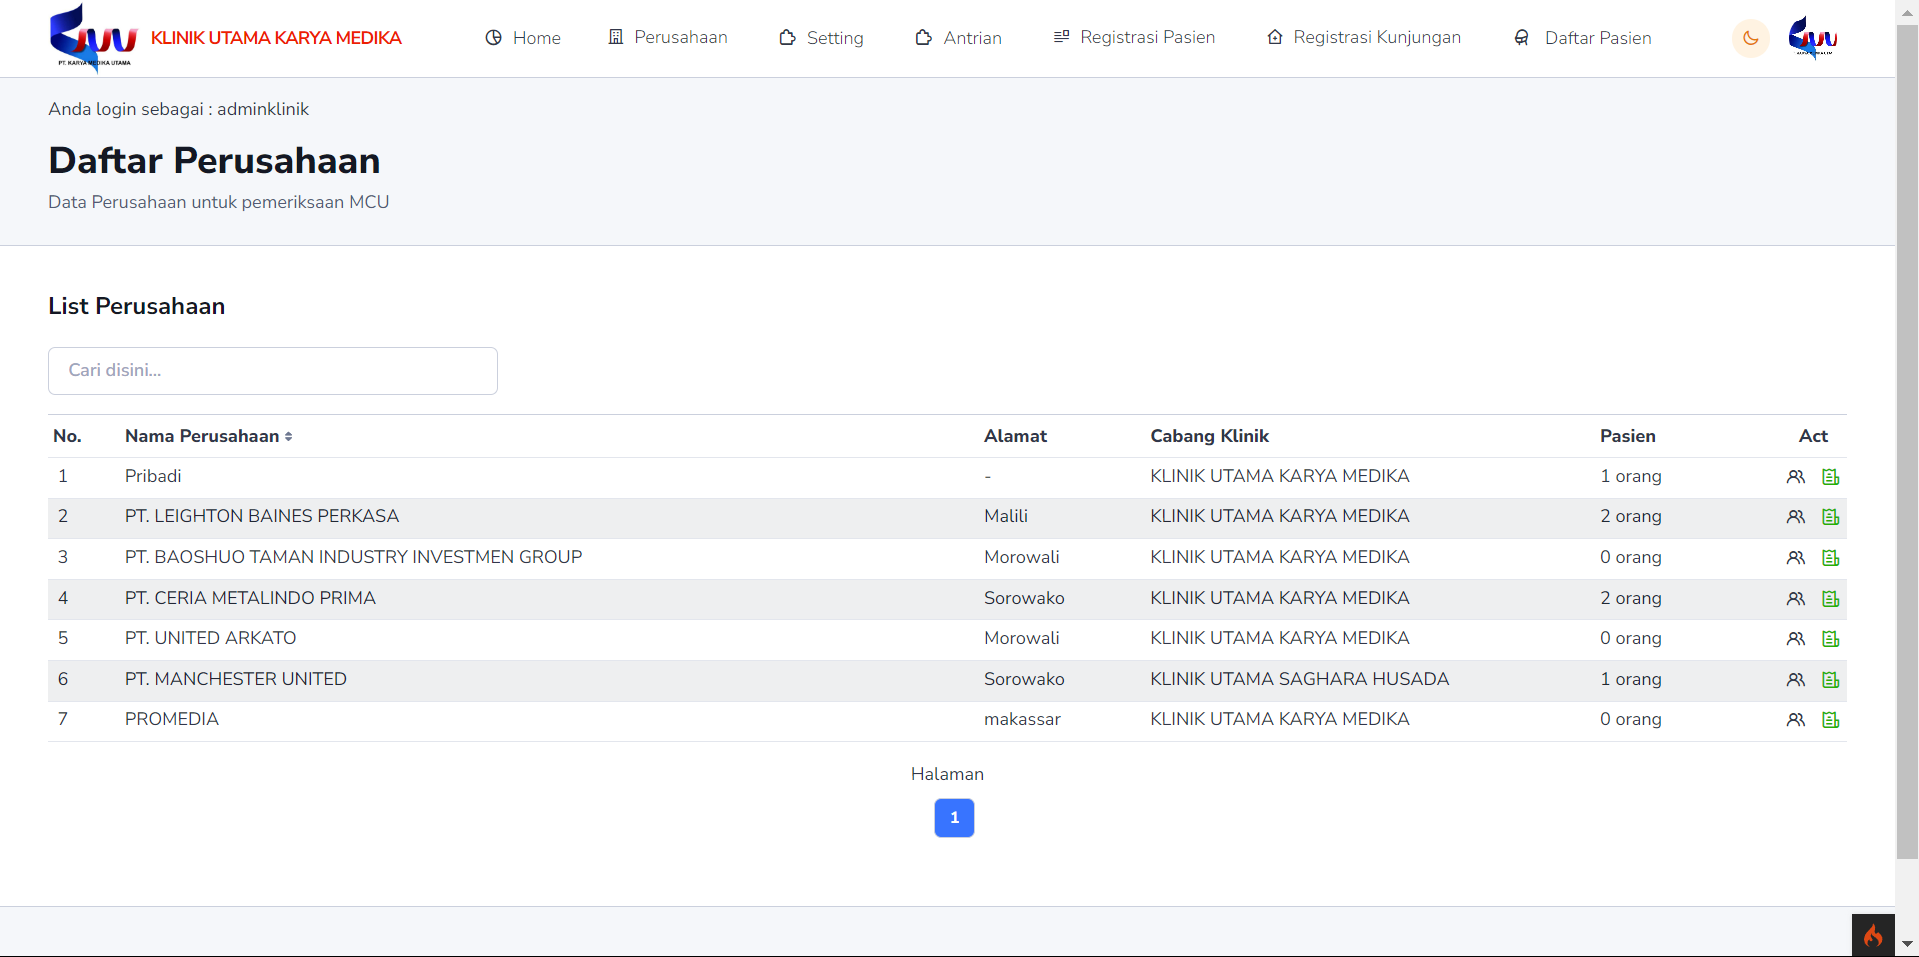 PT. KARYA MEDIKA UTAMA
KLINIK UTAMA KARYA MEDIKA
Home
Perusahaan
Setting
Antrian
Registrasi Pasien
Registrasi Kunjungan
Daftar Pasien
Anda login sebagai : adminklinik
Daftar Perusahaan
Data Perusahaan untuk pemeriksaan MCU
List Perusahaan
Cari disini...
No. Nama Perusahaan Alamat Cabang Klinik Pasien Act
1 Pribadi - KLINIK UTAMA KARYA MEDIKA 1 orang
2 PT. LEIGHTON BAINES PERKASA Malili KLINIK UTAMA KARYA MEDIKA 2 orang
3 PT. BAOSHUO TAMAN INDUSTRY INVESTMEN GROUP Morowali KLINIK UTAMA KARYA MEDIKA 0 orang
4 PT. CERIA METALINDO PRIMA Sorowako KLINIK UTAMA KARYA MEDIKA 2 orang
5 PT. UNITED ARKATO Morowali KLINIK UTAMA KARYA MEDIKA 0 orang
6 PT. MANCHESTER UNITED Sorowako KLINIK UTAMA SAGHARA HUSADA 1 orang
7 PROMEDIA makassar KLINIK UTAMA KARYA MEDIKA 0 orang
Halaman
1